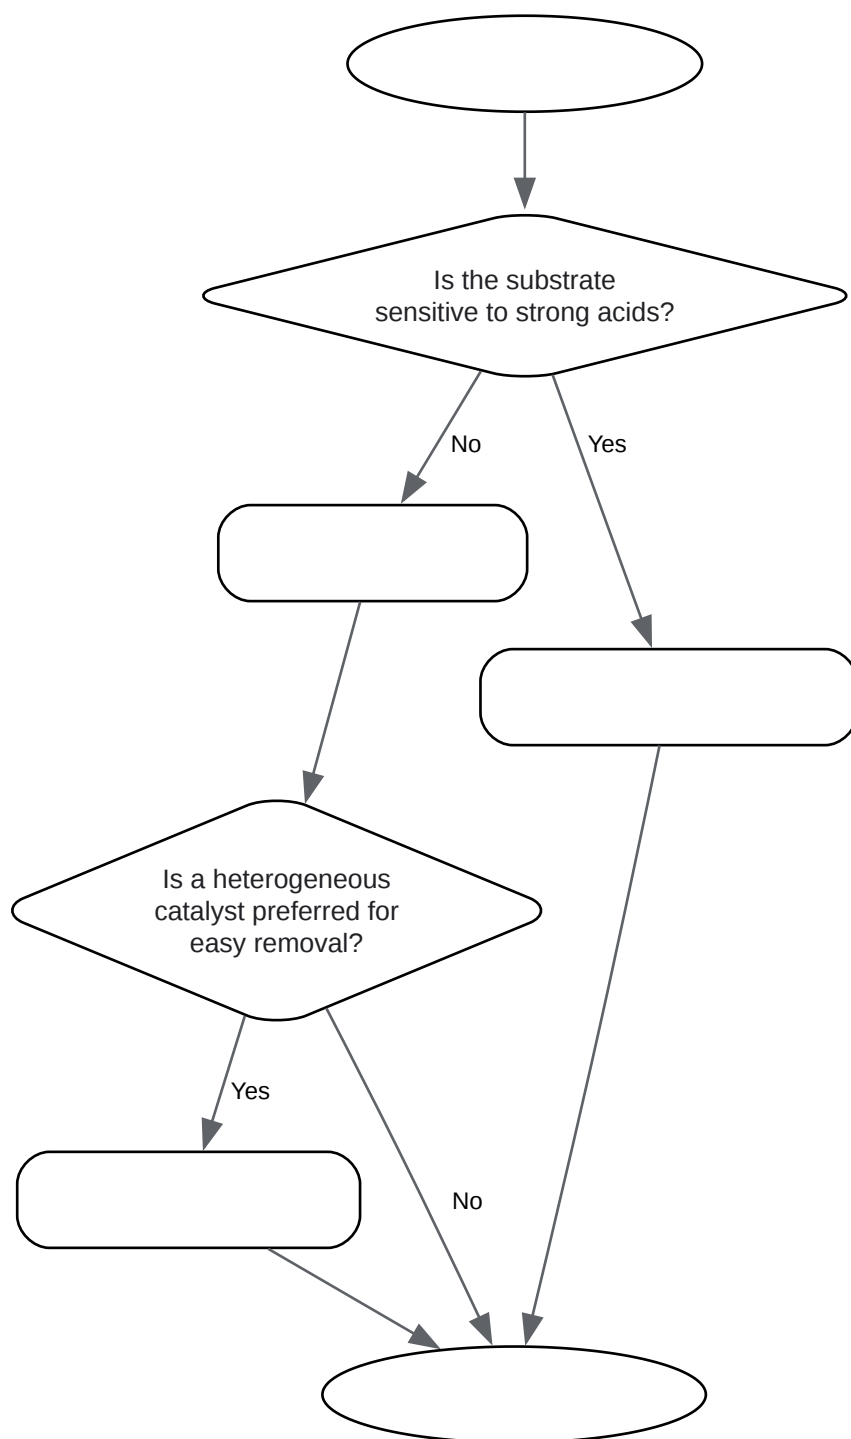 Is the substrate
sensitive to strong acids?
No
Yes
Is a heterogeneous
catalyst preferred for
easy removal?
Yes
No